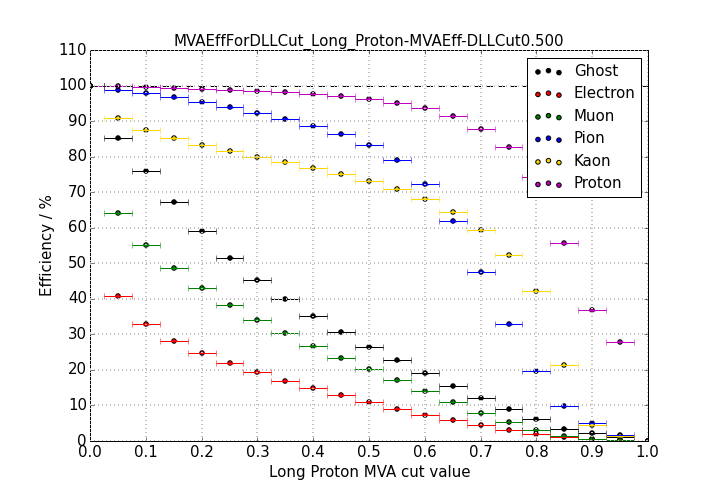 MVAEffForDLLCut_Long_Proton-MVAEff-DLLCut0.500
Efficiency / %
110
100
90
80
70
60
50
40
30
20
10
0
Ghost
Electron
Muon
Pion
Kaon
Proton
0.0 0.1 0.2 0.3 0.4 0.5 0.6 0.7 0.8 0.9 1.0
Long Proton MVA cut value